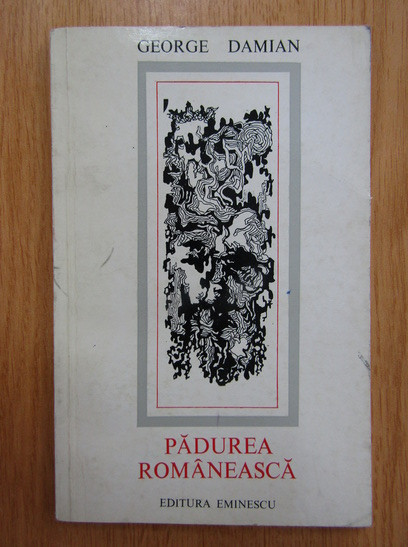 GEORGE DAMIAN
PĂDUREA
ROMÂNEASCĂ
EDITURA EMINESCU